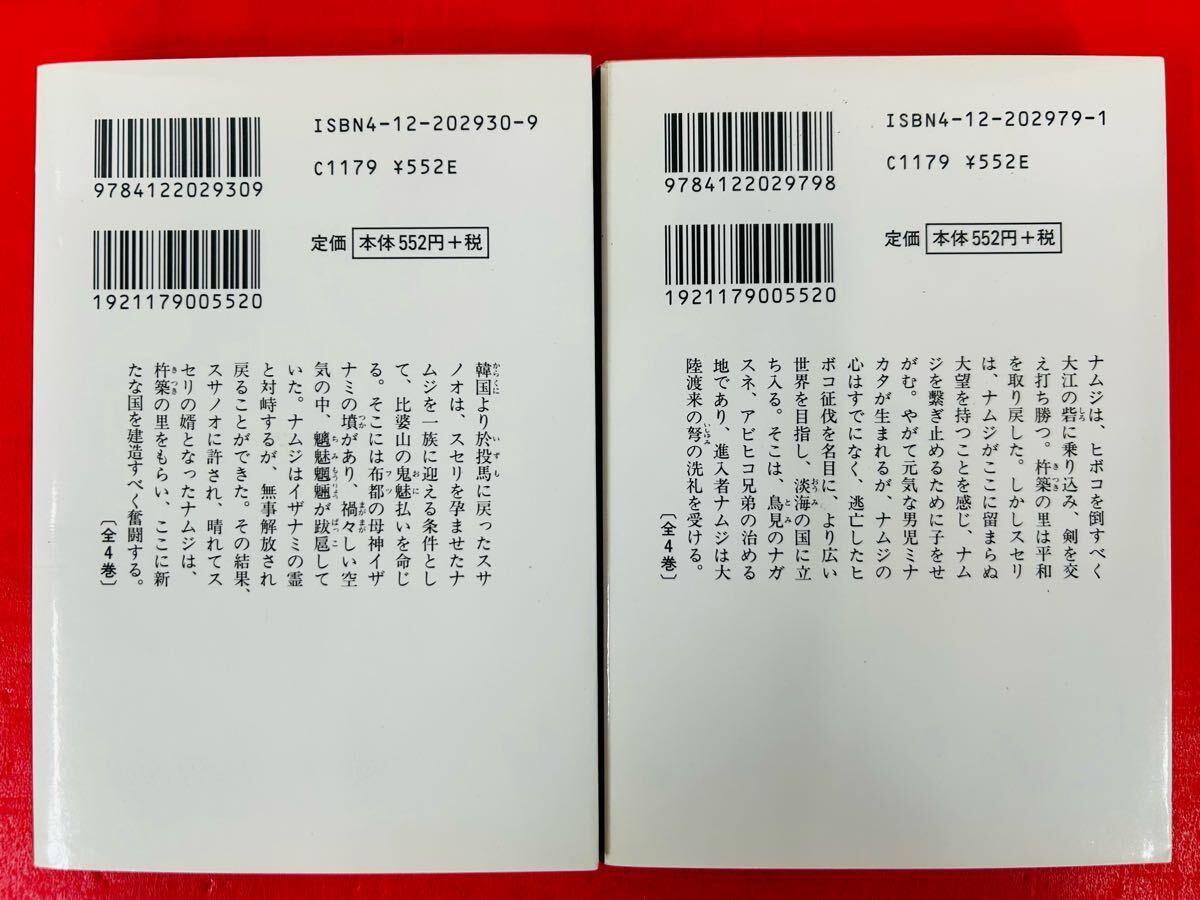 ISBN4-12-202930-9
C1179 ¥552E
9784122029309
定価 本体552円+税
1921179005520
韓国より於投馬に戻ったスサ
ノオは、スセリを孕ませたナ
ムジを一族に迎える条件とし
て、比婆山の鬼魅払いを命じ
る。そこには布都の母神イザ
ナミの墳があり、禍々しい空
気の中、魑魅魍魎が跋扈して
いた。ナムジはイザナミの霊
と対峙するが、無事解放され
戻ることができた。その結果、
スサノオに許され、晴れてス
セリの婿となったナムジは、
杵築の里をもらい、ここに新
たな国を建造すべく奮闘する。
〔全4巻〕
ISBN4-12-202979-1
C1179 ¥552E
9784122029798
定価 本体552円+税
1921179005520
ナムジは、ヒボコを倒すべく
大江の砦に乗り込み、剣を交
え打ち勝つ。杵築の里は平和
を取り戻した。しかしスセリ
は、ナムジがここに留まらぬ
大望を持つことを感じ、ナム
ジを繋ぎ止めるために子をせ
がむ。やがて元気な男児ミナ
カタが生まれるが、ナムジの
心はすでになく、逃亡したヒ
ボコ征伐を名目に、より広い
世界を目指し、淡海の国に立
ち入る。そこは、鳥見のナガ
スネ、アビヒコ兄弟の治める
地であり、進入者ナムジは大
陸渡来の弩の洗礼を受ける。
〔全4巻〕